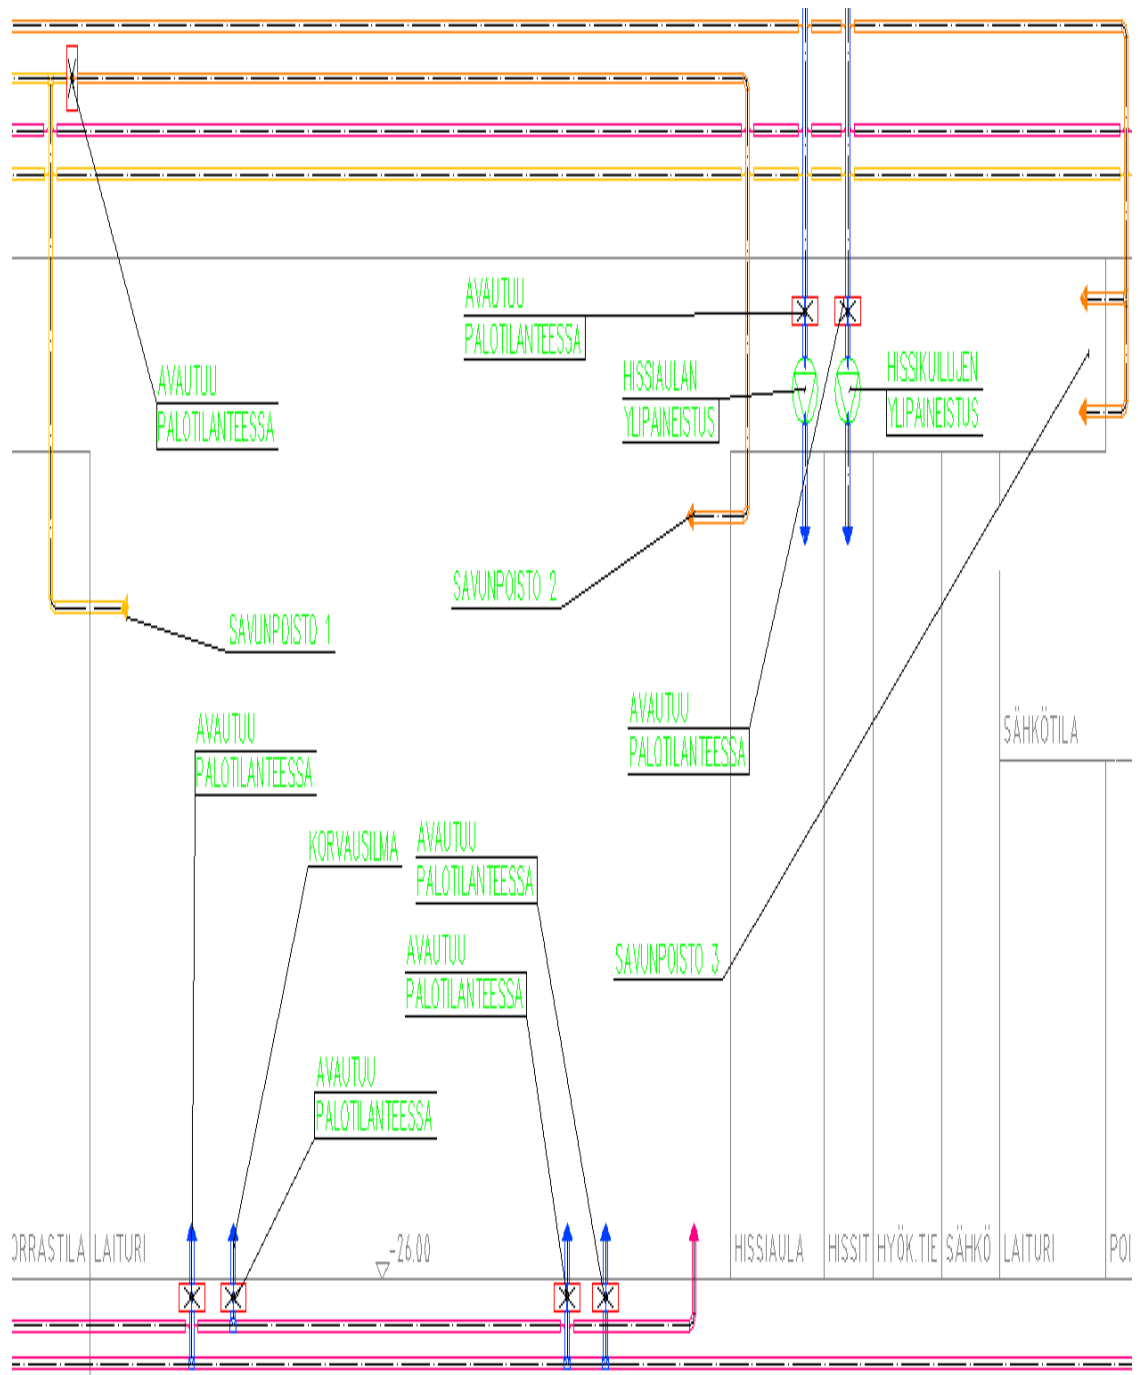 AVAUTUU
PALOTILANTEESSA
AVAUTUU
PALOTILANTEESSA
HISSIAULAN
YLIPAINEISTUS
HISSIKUILUJEN
YLIPAINEISTUS
SAVUNPOISTO 2
SAVUNPOISTO 1
AVAUTUU
PALOTILANTEESSA
AVAUTUU
PALOTILANTEESSA
SÄHKÖTILA
KORVAUSILMA
AVAUTUU
PALOTILANTEESSA
AVAUTUU
PALOTILANTEESSA
SAVUNPOISTO 3
AVAUTUU
PALOTILANTEESSA
ORRASTILA LAITURI -26.00 HISSIAULA HISSIT HYÖK.TIE SÄHKÖ LAITURI POI